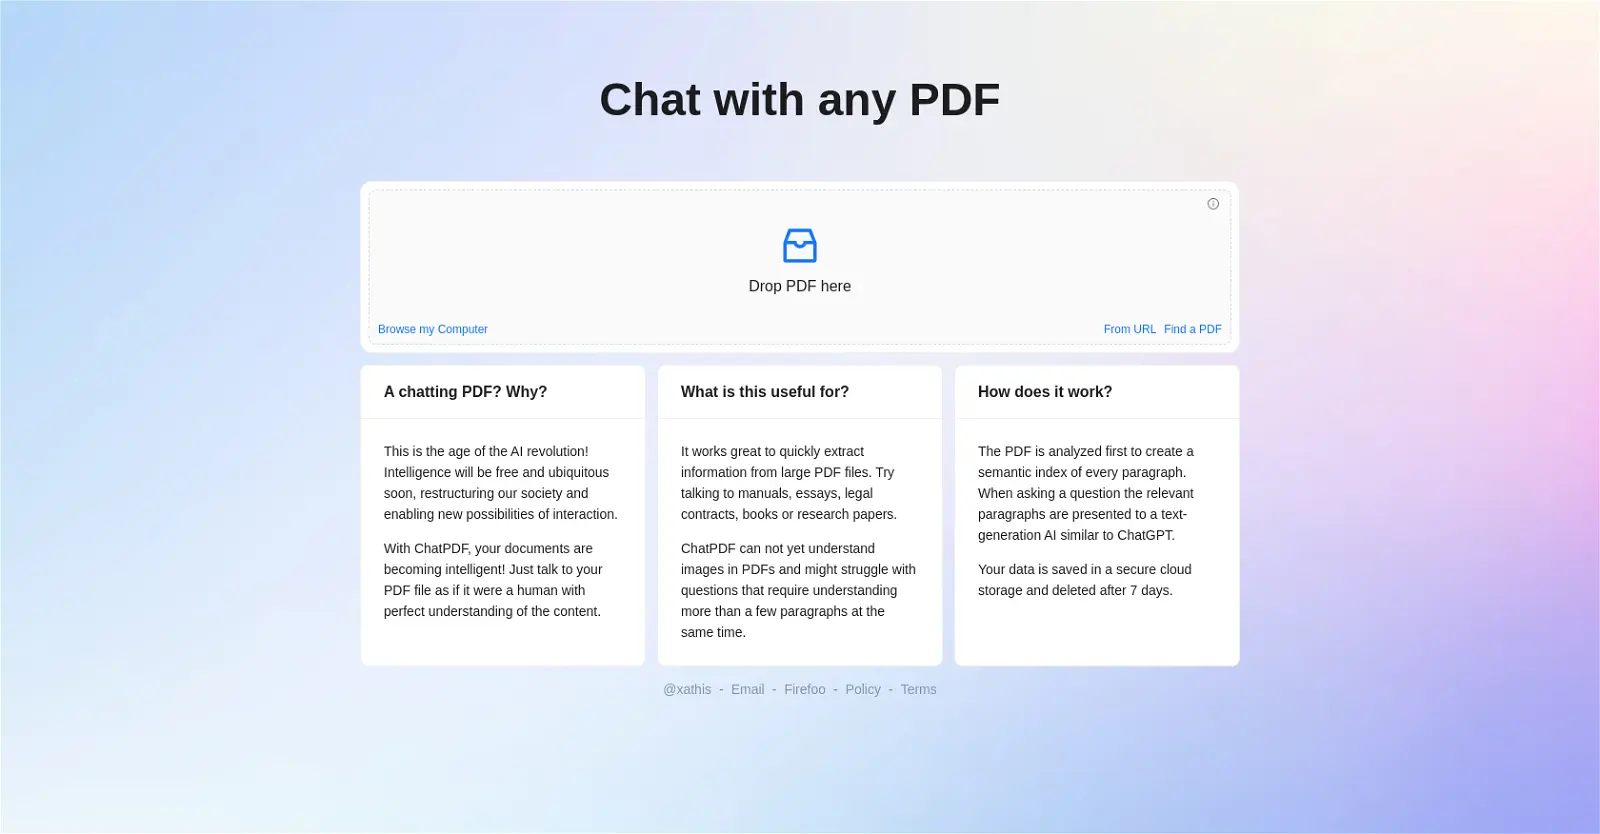 Chat with any PDF
Drop PDF here
Browse my Computer
From URL Find a PDF
A chatting PDF? Why?
This is the age of the AI revolution!
Intelligence will be free and ubiquitous
soon, restructuring our society and
enabling new possibilities of interaction.
With ChatPDF, your documents are
becoming intelligent! Just talk to your
PDF file as if it were a human with
perfect understanding of the content.
What is this useful for?
It works great to quickly extract
information from large PDF files. Try
talking to manuals, essays, legal
contracts, books or research papers.
ChatPDF can not yet understand
images in PDFs and might struggle with
questions that require understanding
more than a few paragraphs at the
same time.
How does it work?
The PDF is analyzed first to create a
semantic index of every paragraph.
When asking a question the relevant
paragraphs are presented to a text-
generation AI similar to ChatGPT.
Your data is saved in a secure cloud
storage and deleted after 7 days.
@xathis - Email - Firefoo - Policy - Terms